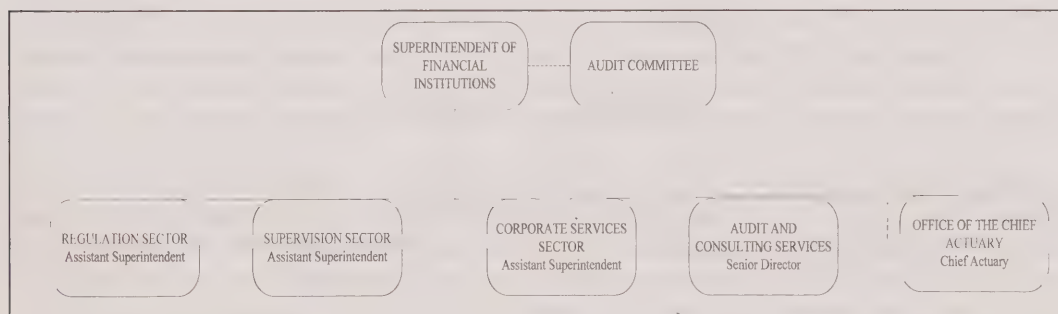 SUPERINTENDENT OF
FINANCIAL
INSTITUTIONS
AUDIT COMMITTEE
REGULATION SECTOR
Assistant Superintendent
SUPERVISION SECTOR
Assistant Superintendent
CORPORATE SERVICES
SECTOR
Assistant Superintendent
AUDIT AND
CONSULTING SERVICES
Senior Director
OFFICE OF THE CHIEF
ACTUARY
Chief Actuary